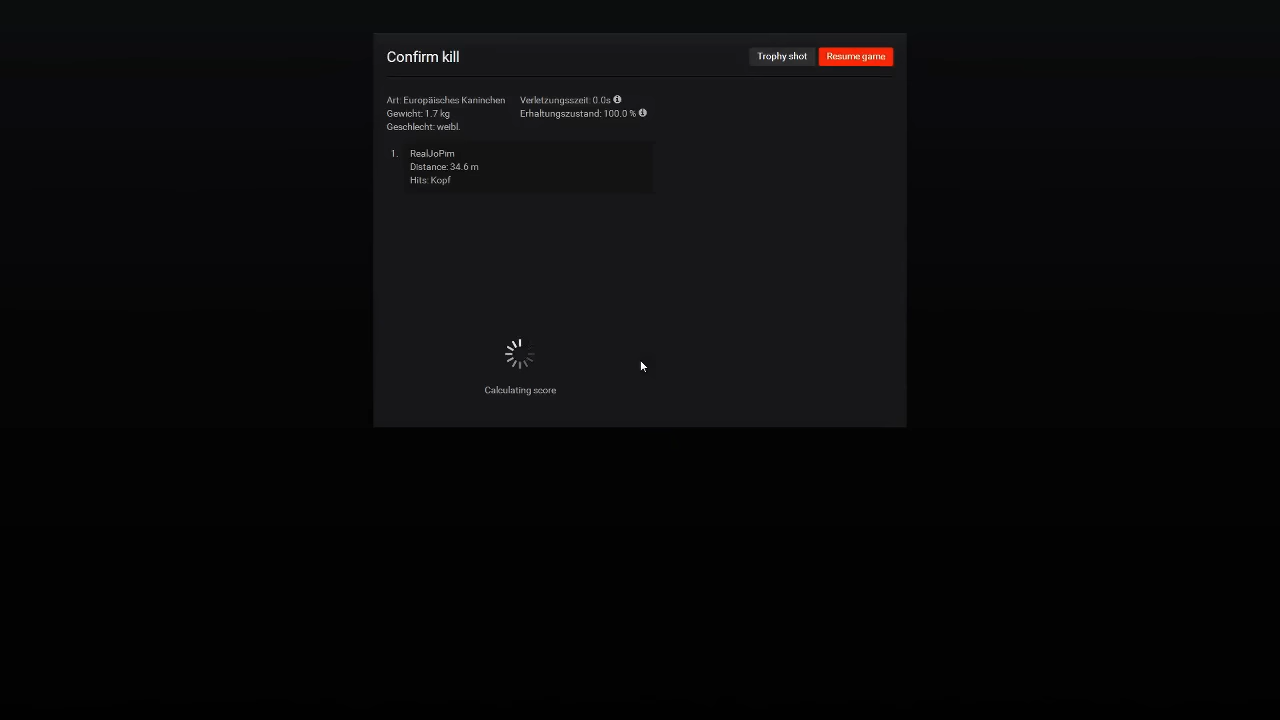 Confirm kill
Trophy shot
Resume game
Art: Europäisches Kaninchen
Gewicht: 1.7 kg
Geschlecht: weibl.
Verletzungsszeit: 0.0s
Erhaltungszustand: 100.0 %
1. RealJoPim
Distance: 34.6 m
Hits: Kopf
Calculating score